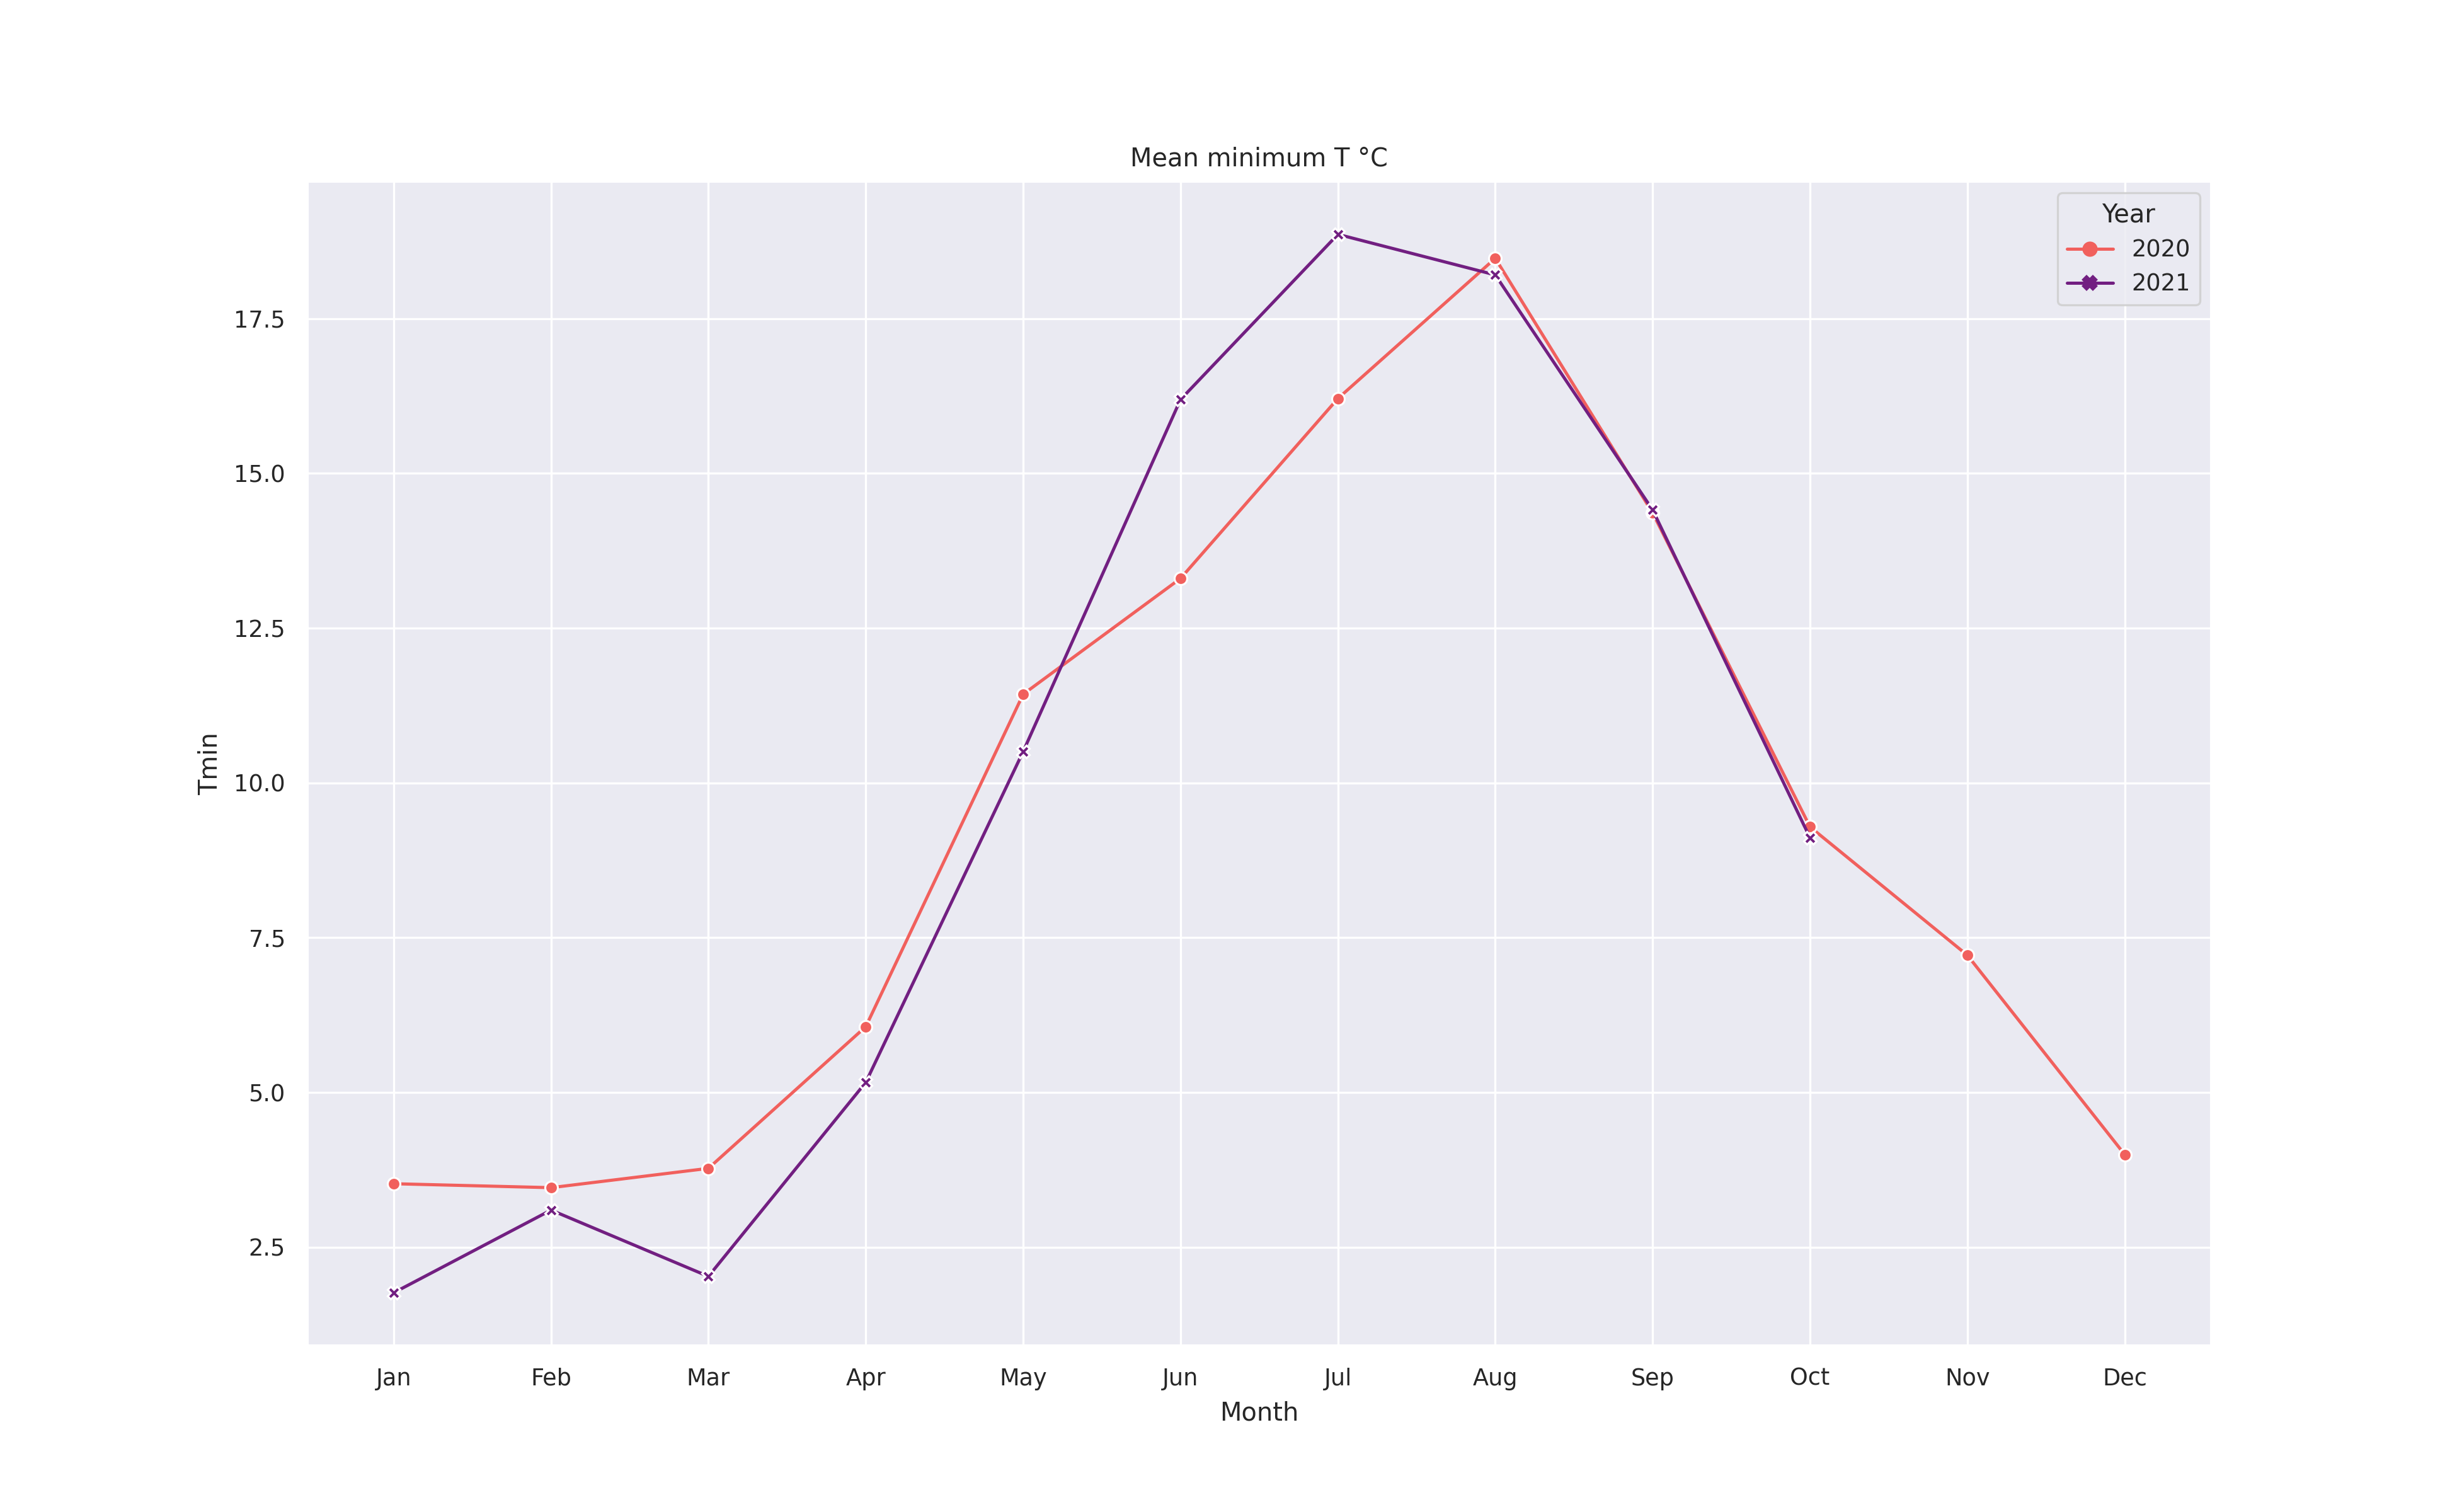 Mean minimum T °C
Year
2020
2021
17.5
15.0
12.5
10.0
7.5
5.0
2.5
Tmin
Jan Feb Mar Apr May Jun Jul Aug Sep Oct Nov Dec
Month